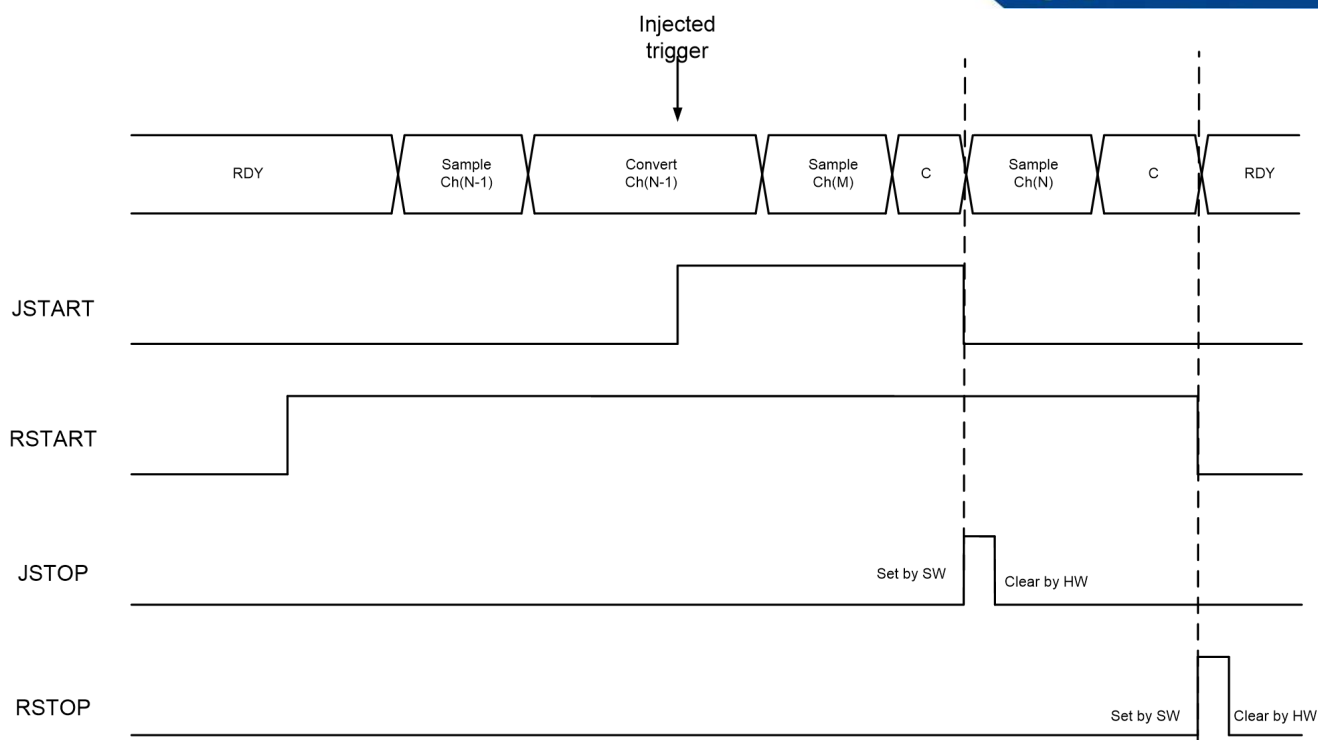 Injected
trigger
RDY
Sample
Ch(N-1)
Convert
Ch(N-1)
Sample
Ch(M)
C
Sample
Ch(N)
C
RDY
JSTART
RSTART
JSTOP
Set by SW
Clear by HW
RSTOP
Set by SW
Clear by HW